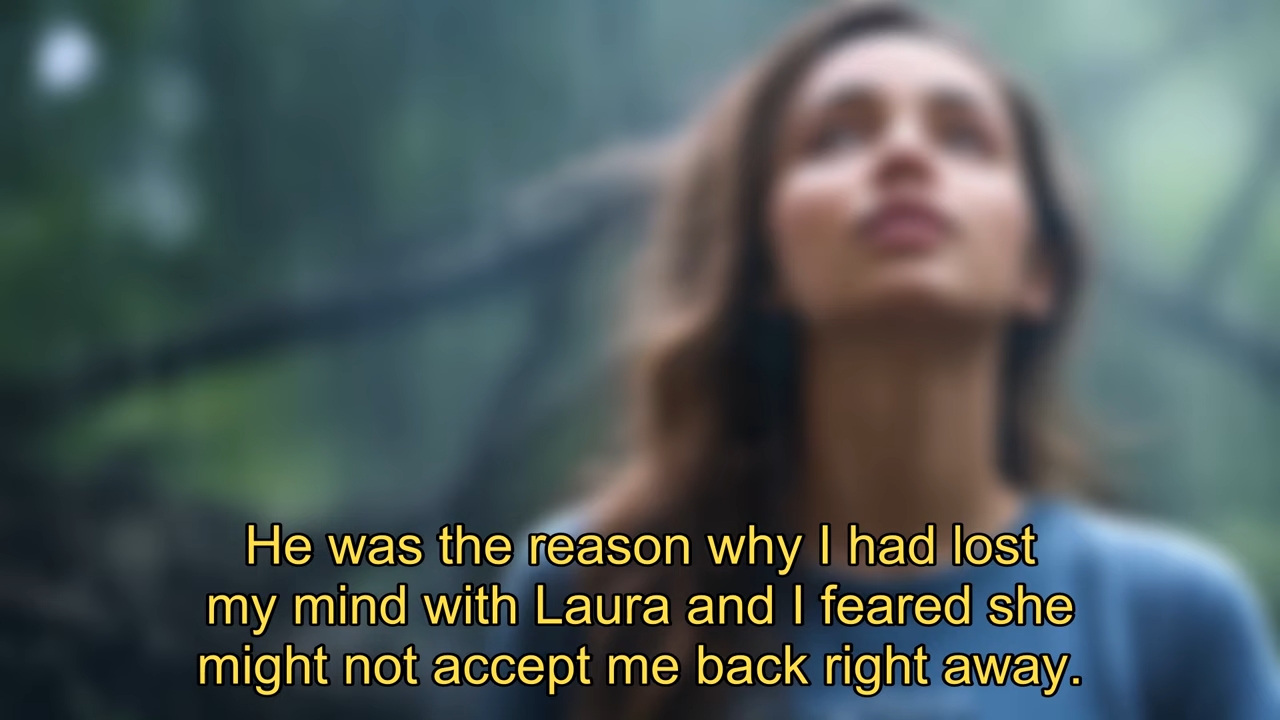 He was the reason why I had lost
my mind with Laura and I feared she
might not accept me back right away.